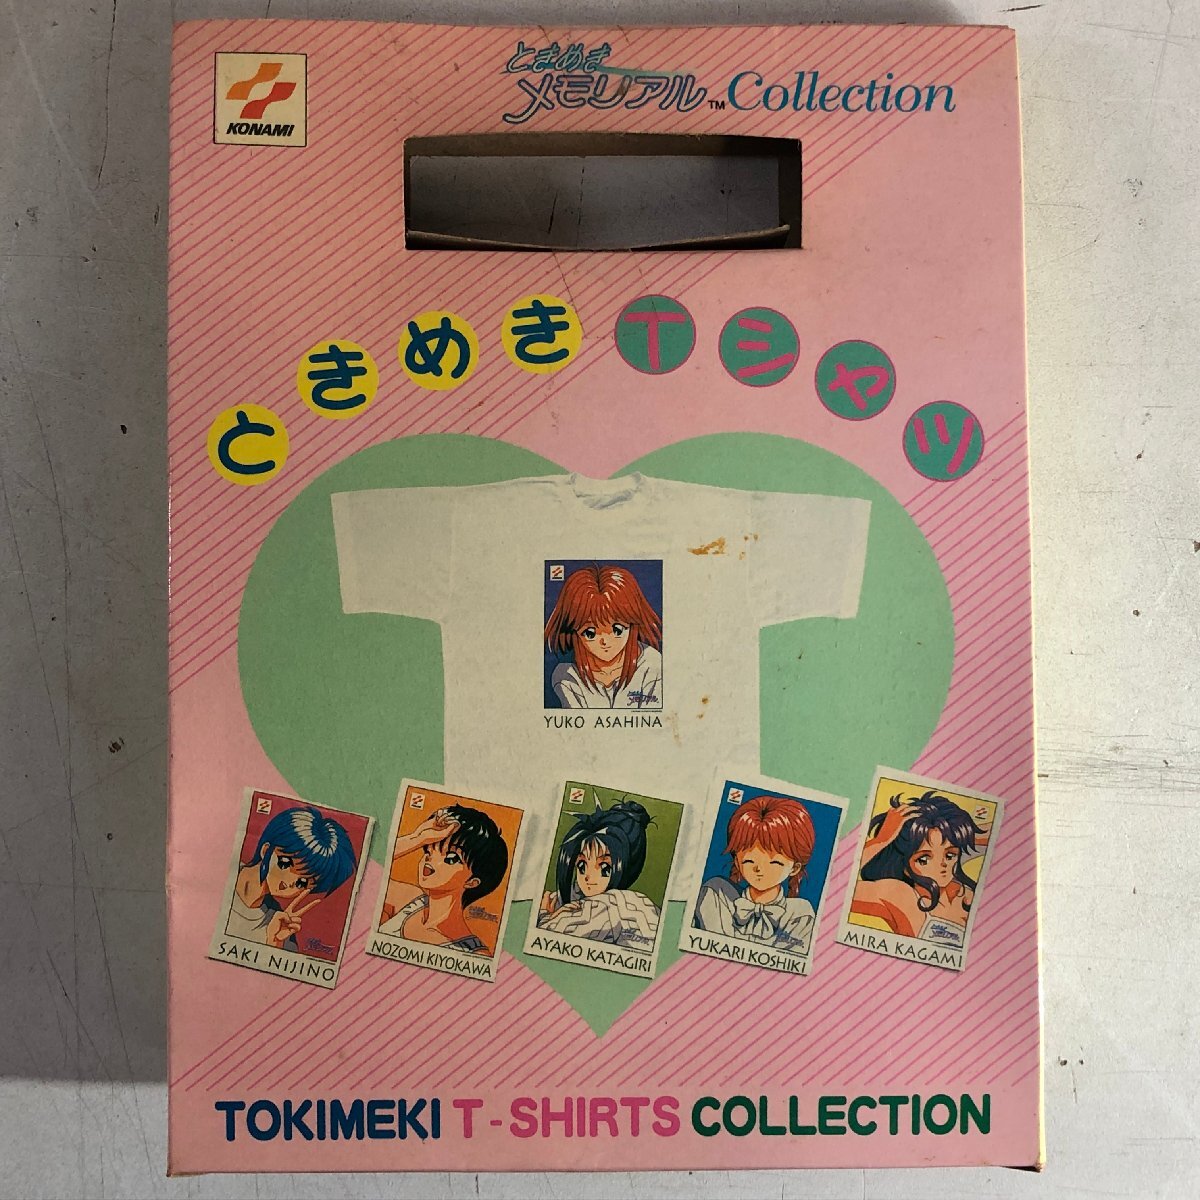 KONAMI
ときめき
メモリアル™ Collection
ときめきTシャツ
YUKO ASAHINA
SAKI NIJINO
NOZOMI KIYOKAWA
AYAKO KATAGIRI
YUKARI KOSHIKI
MIRA KAGAMI
TOKIMEKI T-SHIRTS COLLECTION